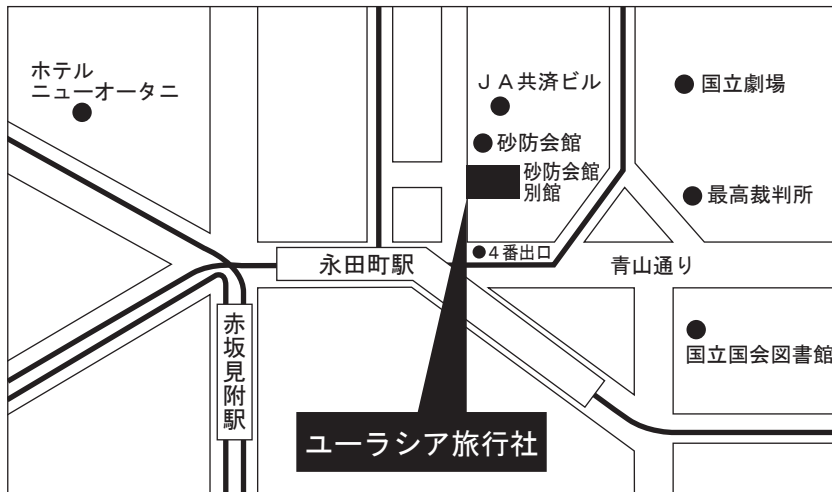 ホテル
ニューオータニ
ＪＡ共済ビル
国立劇場
砂防会館
砂防会館
別館
最高裁判所
４番出口
永田町駅
青山通り
赤坂見附駅
国立国会図書館
ユーラシア旅行社